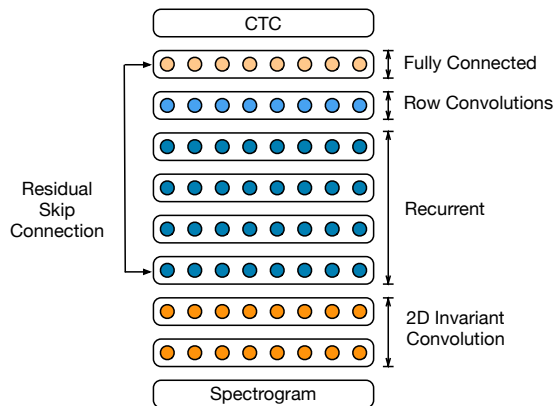 CTC
Fully Connected
Row Convolutions
Residual
Skip
Connection
Recurrent
2D Invariant
Convolution
Spectrogram